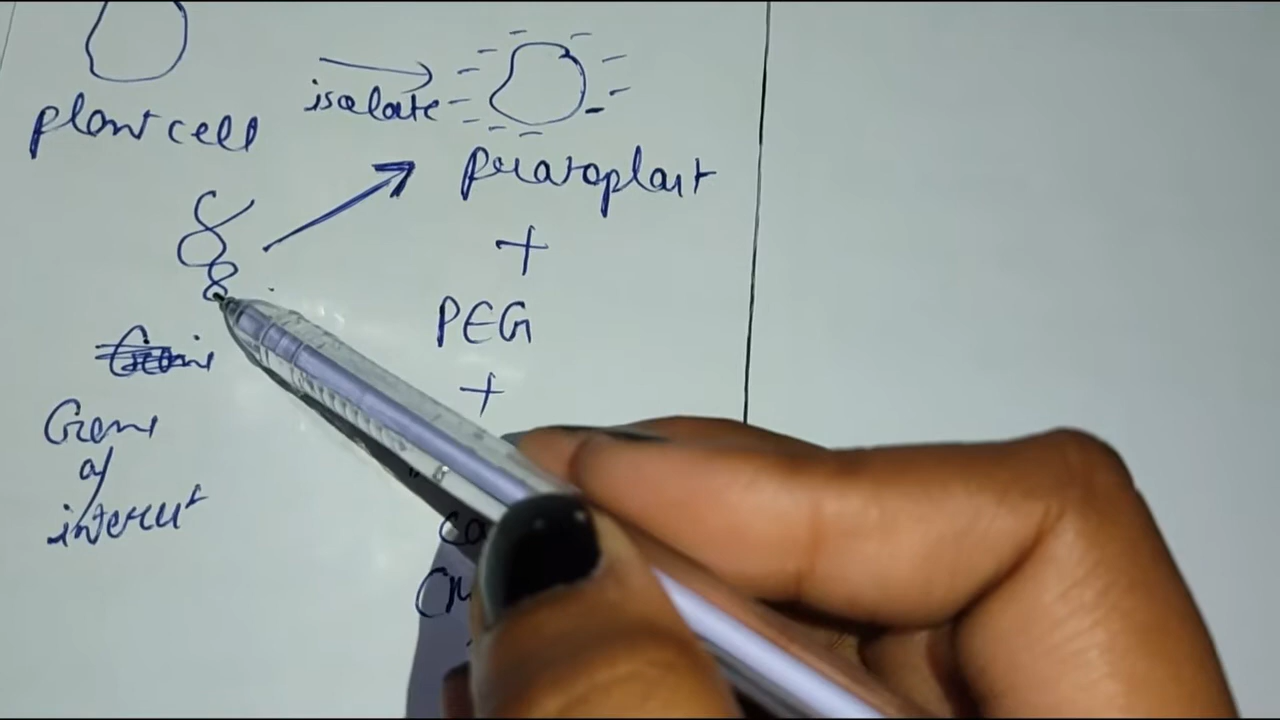 plant cell
isolate
protoplast
+
PEG
+
Gene
of
interest